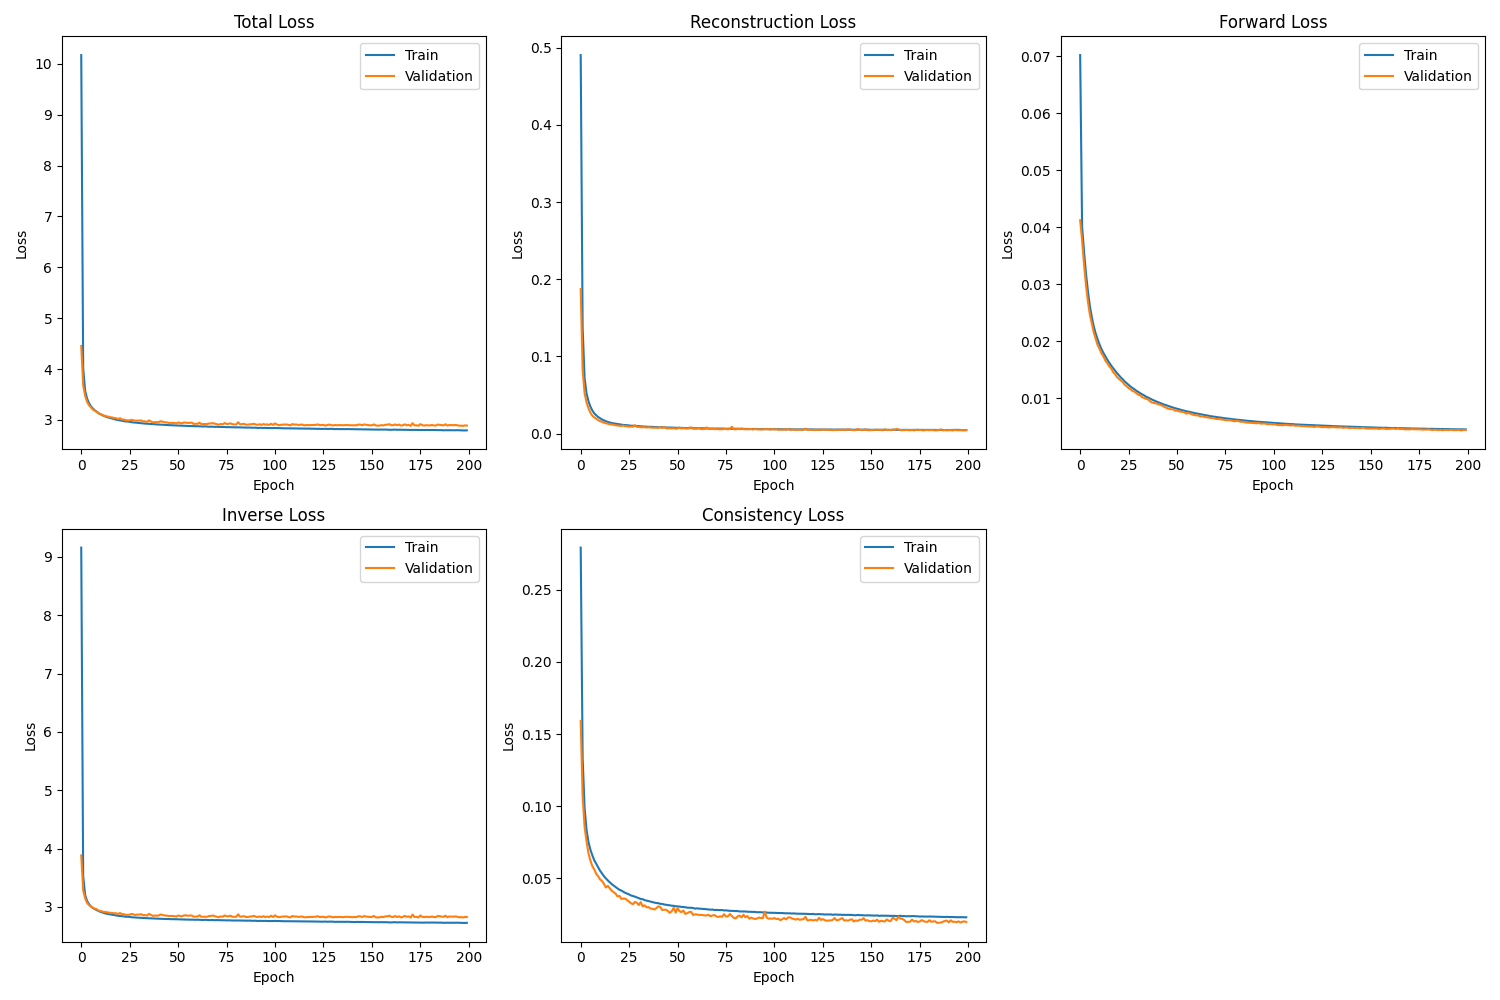 Total Loss
Loss
10
9
8
7
6
5
4
3
0 25 50 75 100 125 150 175 200
Epoch
Train
Validation
Reconstruction Loss
Loss
0.5
0.4
0.3
0.2
0.1
0.0
0 25 50 75 100 125 150 175 200
Epoch
Train
Validation
Forward Loss
Loss
0.07
0.06
0.05
0.04
0.03
0.02
0.01
0 25 50 75 100 125 150 175 200
Epoch
Train
Validation
Inverse Loss
Loss
9
8
7
6
5
4
3
0 25 50 75 100 125 150 175 200
Epoch
Train
Validation
Consistency Loss
Loss
0.25
0.20
0.15
0.10
0.05
0 25 50 75 100 125 150 175 200
Epoch
Train
Validation